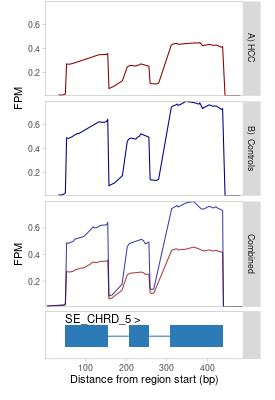 0.6
0.4
0.2
A) HCC
FPM
0.6
0.4
0.2
B) Controls
0.6
0.4
0.2
FPM
Combined
SE_CHRD_5 >
100 200 300 400
Distance from region start (bp)